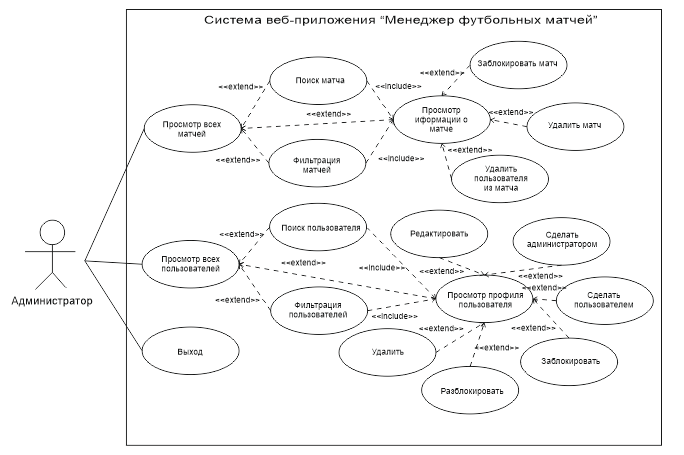 Система веб-приложения “Менеджер футбольных матчей”
Заблокировать матч
<<extend>>
Поиск матча
<<extend>>
<<include>>
Просмотр
иформации о
матче
<<extend>>
<<extend>>
Просмотр всех
матчей
Удалить матч
<<extend>>
<<extend>>
Фильтрация
матчей
<<include>>
Удалить
пользователя
из матча
Поиск пользователя
<<extend>>
Редактировать
Сделать
администратором
Просмотр всех
пользователей
<<extend>>
<<include>>
<<extend>>
<<extend>>
<<extend>>
Администратор
<<extend>>
Фильтрация
пользователей
<<include>>
Просмотр профиля
пользователя
Сделать
пользователем
<<extend>>
<<extend>>
<<extend>>
Выход
Удалить
Заблокировать
Разблокировать